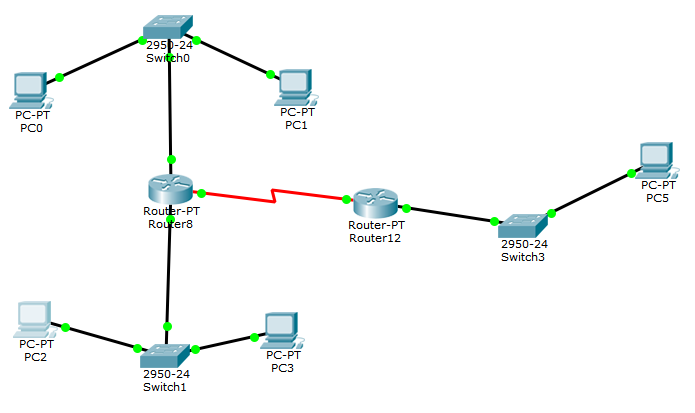 2950-24
Switch0
PC-PT
PC0
PC-PT
PC1
PC-PT
PC5
Router-PT
Router8
Router-PT
Router12
2950-24
Switch3
PC-PT
PC2
PC-PT
PC3
2950-24
Switch1